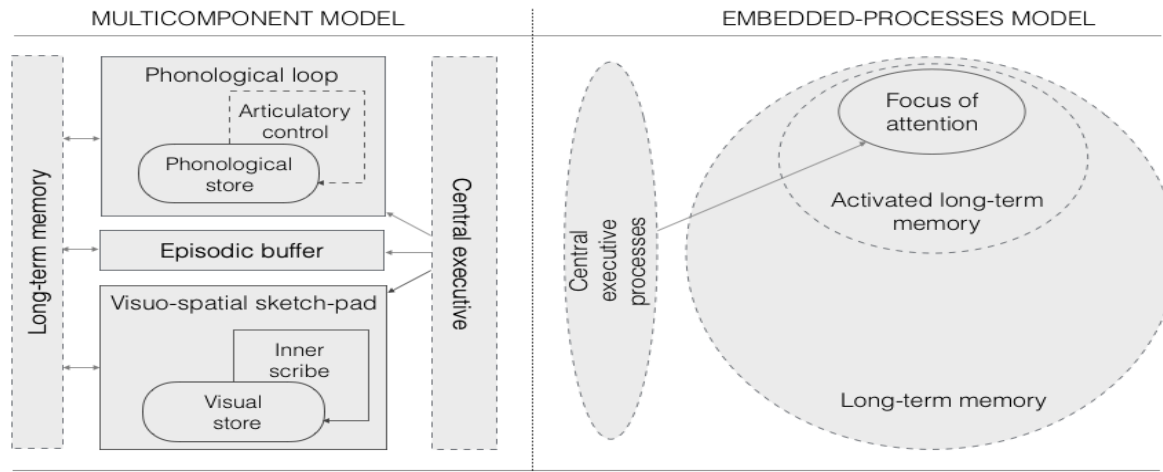 MULTICOMPONENT MODEL
Long-term memory
Phonological loop
Articulatory
control
Phonological
store
Episodic buffer
Visuo-spatial sketch-pad
Inner
scribe
Visual
store
Central executive
EMBEDDED-PROCESSES MODEL
Central
executive
processes
Focus of
attention
Activated long-term
memory
Long-term memory